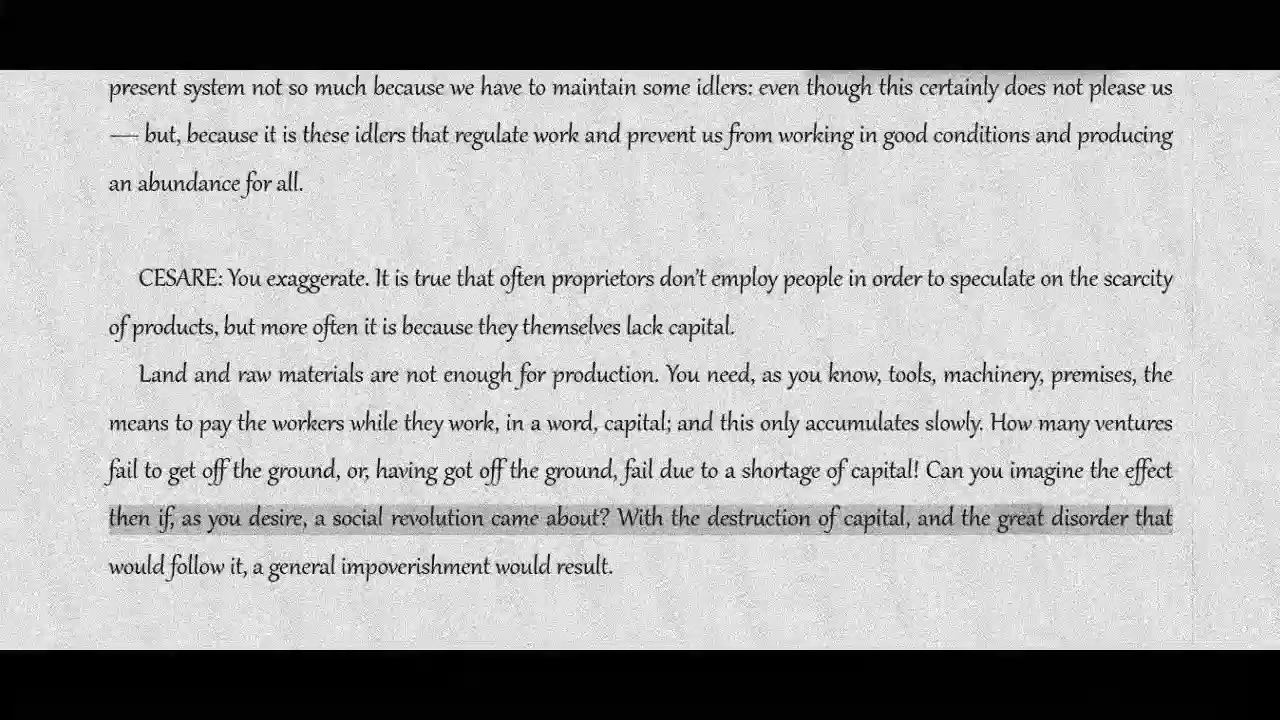 present system not so much because we have to maintain some idlers: even though this certainly does not please us
— but, because it is these idlers that regulate work and prevent us from working in good conditions and producing
an abundance for all.
CESARE: You exaggerate. It is true that often proprietors don't employ people in order to speculate on the scarcity
of products, but more often it is because they themselves lack capital.
Land and raw materials are not enough for production. You need, as you know, tools, machinery, premises, the
means to pay the workers while they work, in a word, capital; and this only accumulates slowly. How many ventures
fail to get off the ground, or, having got off the ground, fail due to a shortage of capital! Can you imagine the effect
then if, as you desire, a social revolution came about? With the destruction of capital, and the great disorder that
would follow it, a general impoverishment would result.